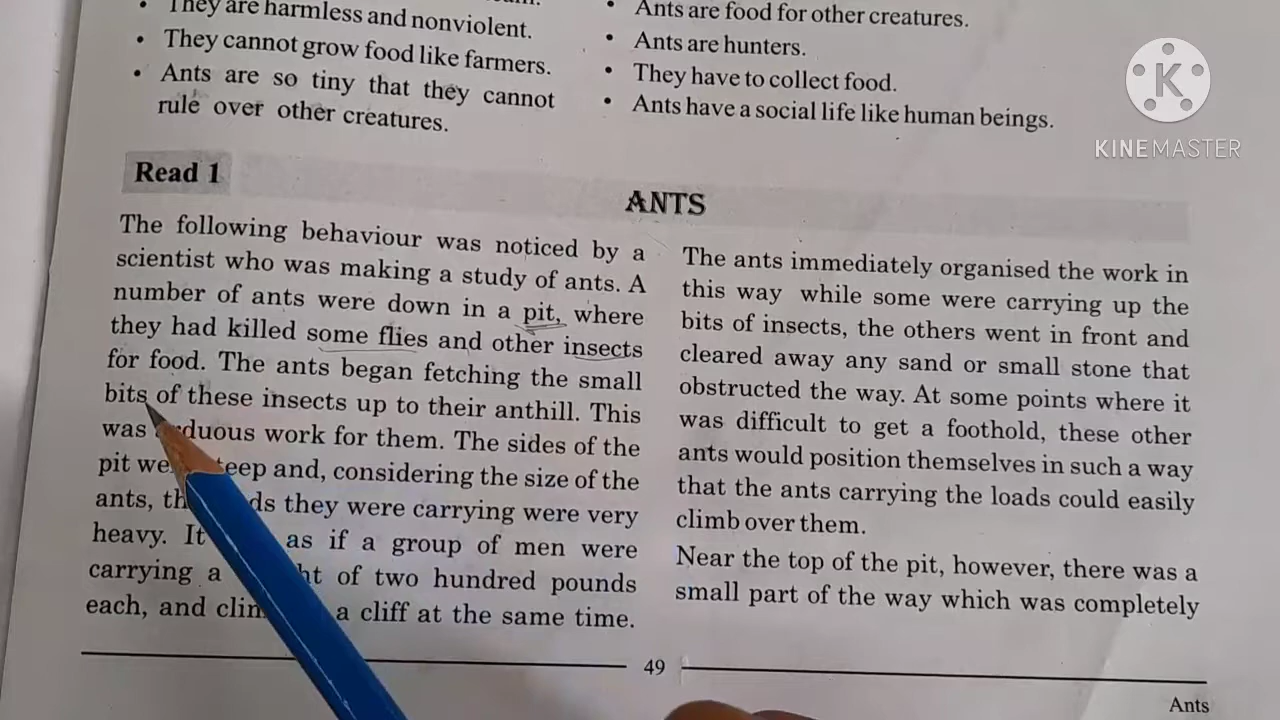 They are harmless and nonviolent.
They cannot grow food like farmers.
Ants are so tiny that they cannot
rule over other creatures.
Ants are food for other creatures.
Ants are hunters.
They have to collect food.
Ants have a social life like human beings.
K
KINEMASTER
Read 1
ANTS
The following behaviour was noticed by a
scientist who was making a study of ants. A
number of ants were down in a pit, where
they had killed some flies and other insects
for food. The ants began fetching the small
bits of these insects up to their anthill. This
was arduous work for them. The sides of the
pit were steep and, considering the size of the
ants, the loads they were carrying were very
heavy. It as if a group of men were
carrying a of two hundred pounds
each, and a cliff at the same time.
The ants immediately organised the work in
this way while some were carrying up the
bits of insects, the others went in front and
cleared away any sand or small stone that
obstructed the way. At some points where it
was difficult to get a foothold, these other
ants would position themselves in such a way
that the ants carrying the loads could easily
climb over them.
Near the top of the pit, however, there was a
small part of the way which was completely
49
Ants